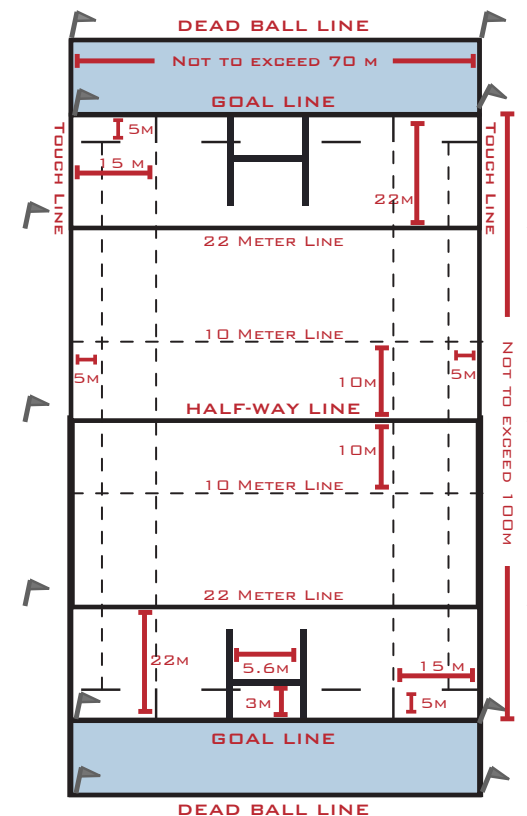 DEAD BALL LINE
NOT TO EXCEED 70 M
GOAL LINE
TOUCH LINE
5M
TOUCH LINE
15 M
22M
22 METER LINE
10 METER LINE
5M
10M
5M
NOT TO EXCEED 100M
HALF-WAY LINE
10M
10 METER LINE
22 METER LINE
22M
5.6M
15 M
3M
5M
GOAL LINE
DEAD BALL LINE